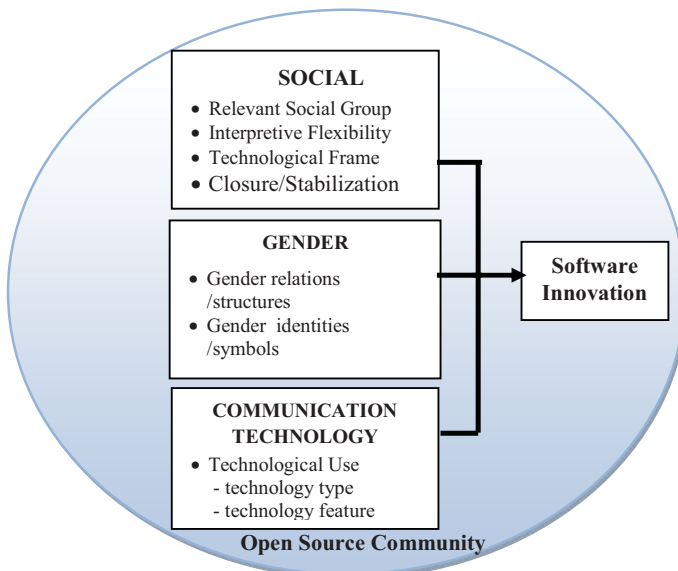 SOCIAL
• Relevant Social Group
• Interpretive Flexibility
• Technological Frame
• Closure/Stabilization
GENDER
• Gender relations
/structures
• Gender identities
/symbols
Software
Innovation
COMMUNICATION
TECHNOLOGY
• Technological Use
- technology type
- technology feature
Open Source Community